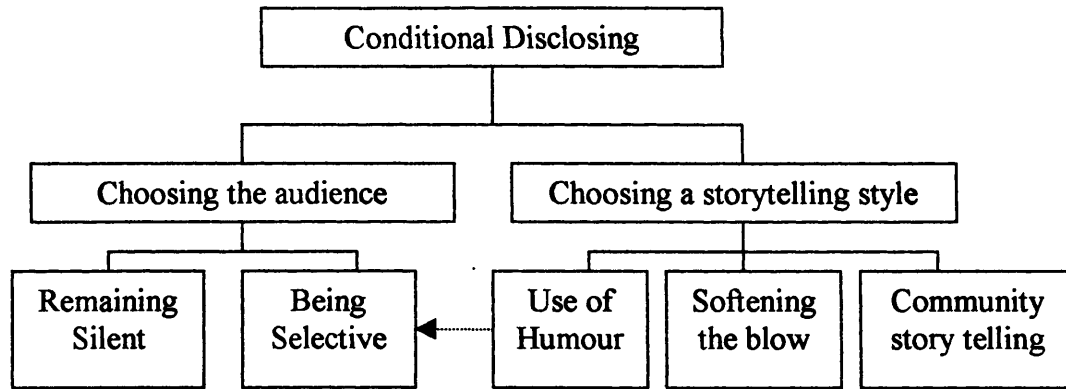 Conditional Disclosing
Choosing the audience
Choosing a storytelling style
Remaining
Silent
Being
Selective
Use of
Humour
Softening
the blow
Community
story telling